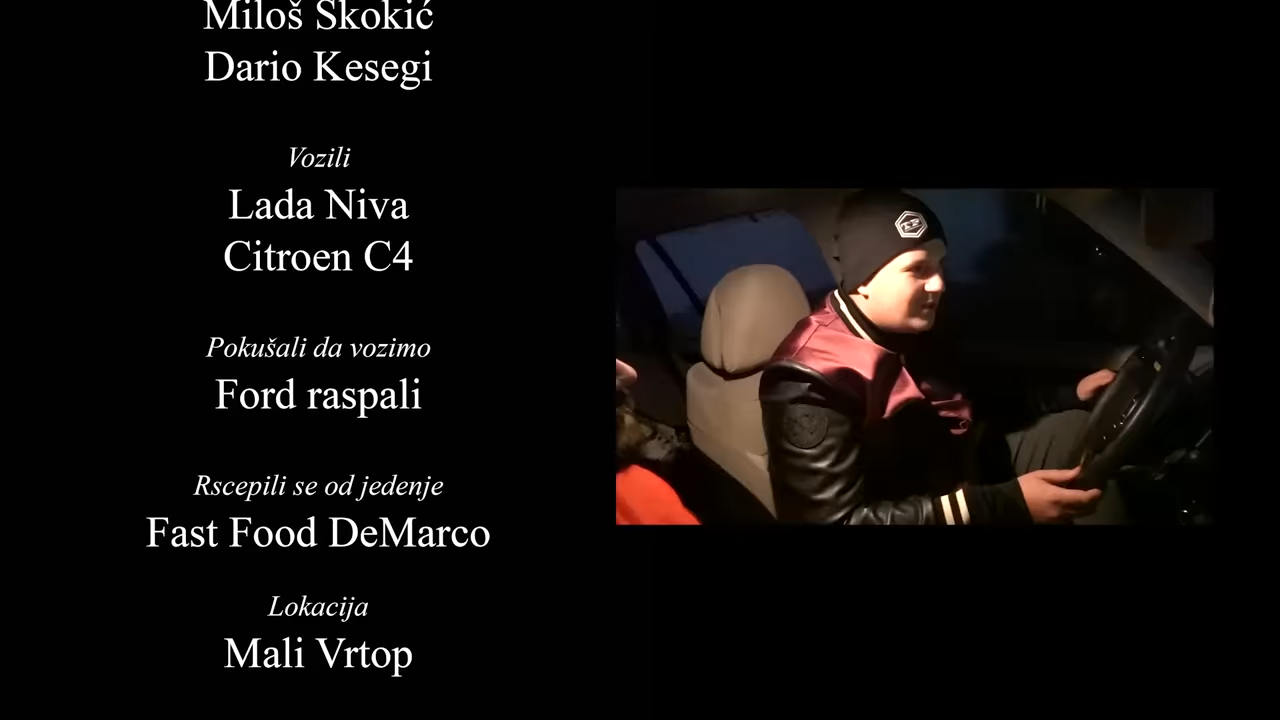 Miloš Skokić
Dario Kesegi
Vozili
Lada Niva
Citroen C4
Pokušali da vozimo
Ford raspali
Rscepili se od jedenje
Fast Food DeMarco
Lokacija
Mali Vrtop